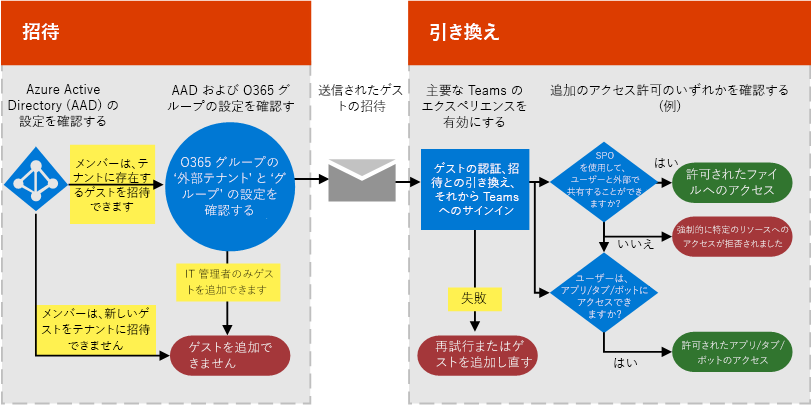 招待
Azure Active
Directory (AAD) の
設定を確認する
AAD および O365 グ
ループの設定を確認す
メンバーは、テ
ナントに存在す
るゲストを招待
できます
O365 グループの
‘外部テナント’ と ‘グ
ループ’ の設定を
確認する
IT 管理者のみゲス
トを追加できます
メンバーは、新しいゲ
ストをテナントに招待
できません
ゲストを追加で
きません
送信されたゲス
トの招待
引き換え
主要な Teams の
エクスペリエンスを
有効にする
追加のアクセス許可のいずれかを確認する
(例)
ゲストの認証、招
待との引き換え、
それから Teams
へのサインイン
失敗
再試行またはゲ
ストを追加し直す
SPO
を使用して、
ユーザーと外部で
共有することがで
きますか?
はい
許可されたファイ
ルへのアクセス
いいえ
強制的に特定のリソースへの
アクセスが拒否されました
ユーザーは、
アプリ/タブ/ボットに
アクセスでき
ますか?
はい
許可されたアプリ/タブ/
ボットのアクセス